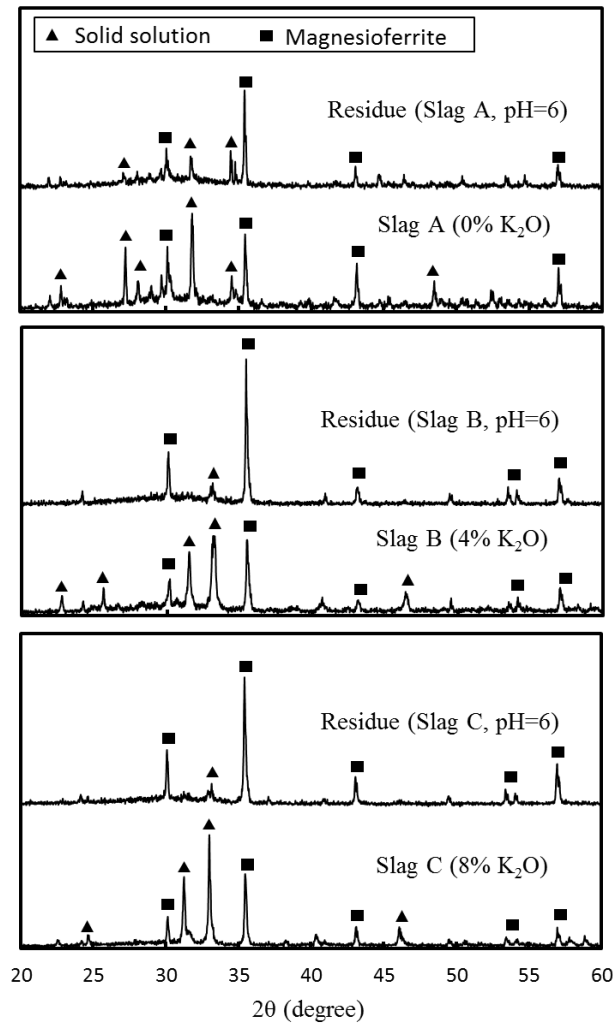 ▲ Solid solution ■ Magnesioferrite
Residue (Slag A, pH=6)
Slag A (0% K₂O)
Residue (Slag B, pH=6)
Slag B (4% K₂O)
Residue (Slag C, pH=6)
Slag C (8% K₂O)
20 25 30 35 40 45 50 55 60
2θ (degree)